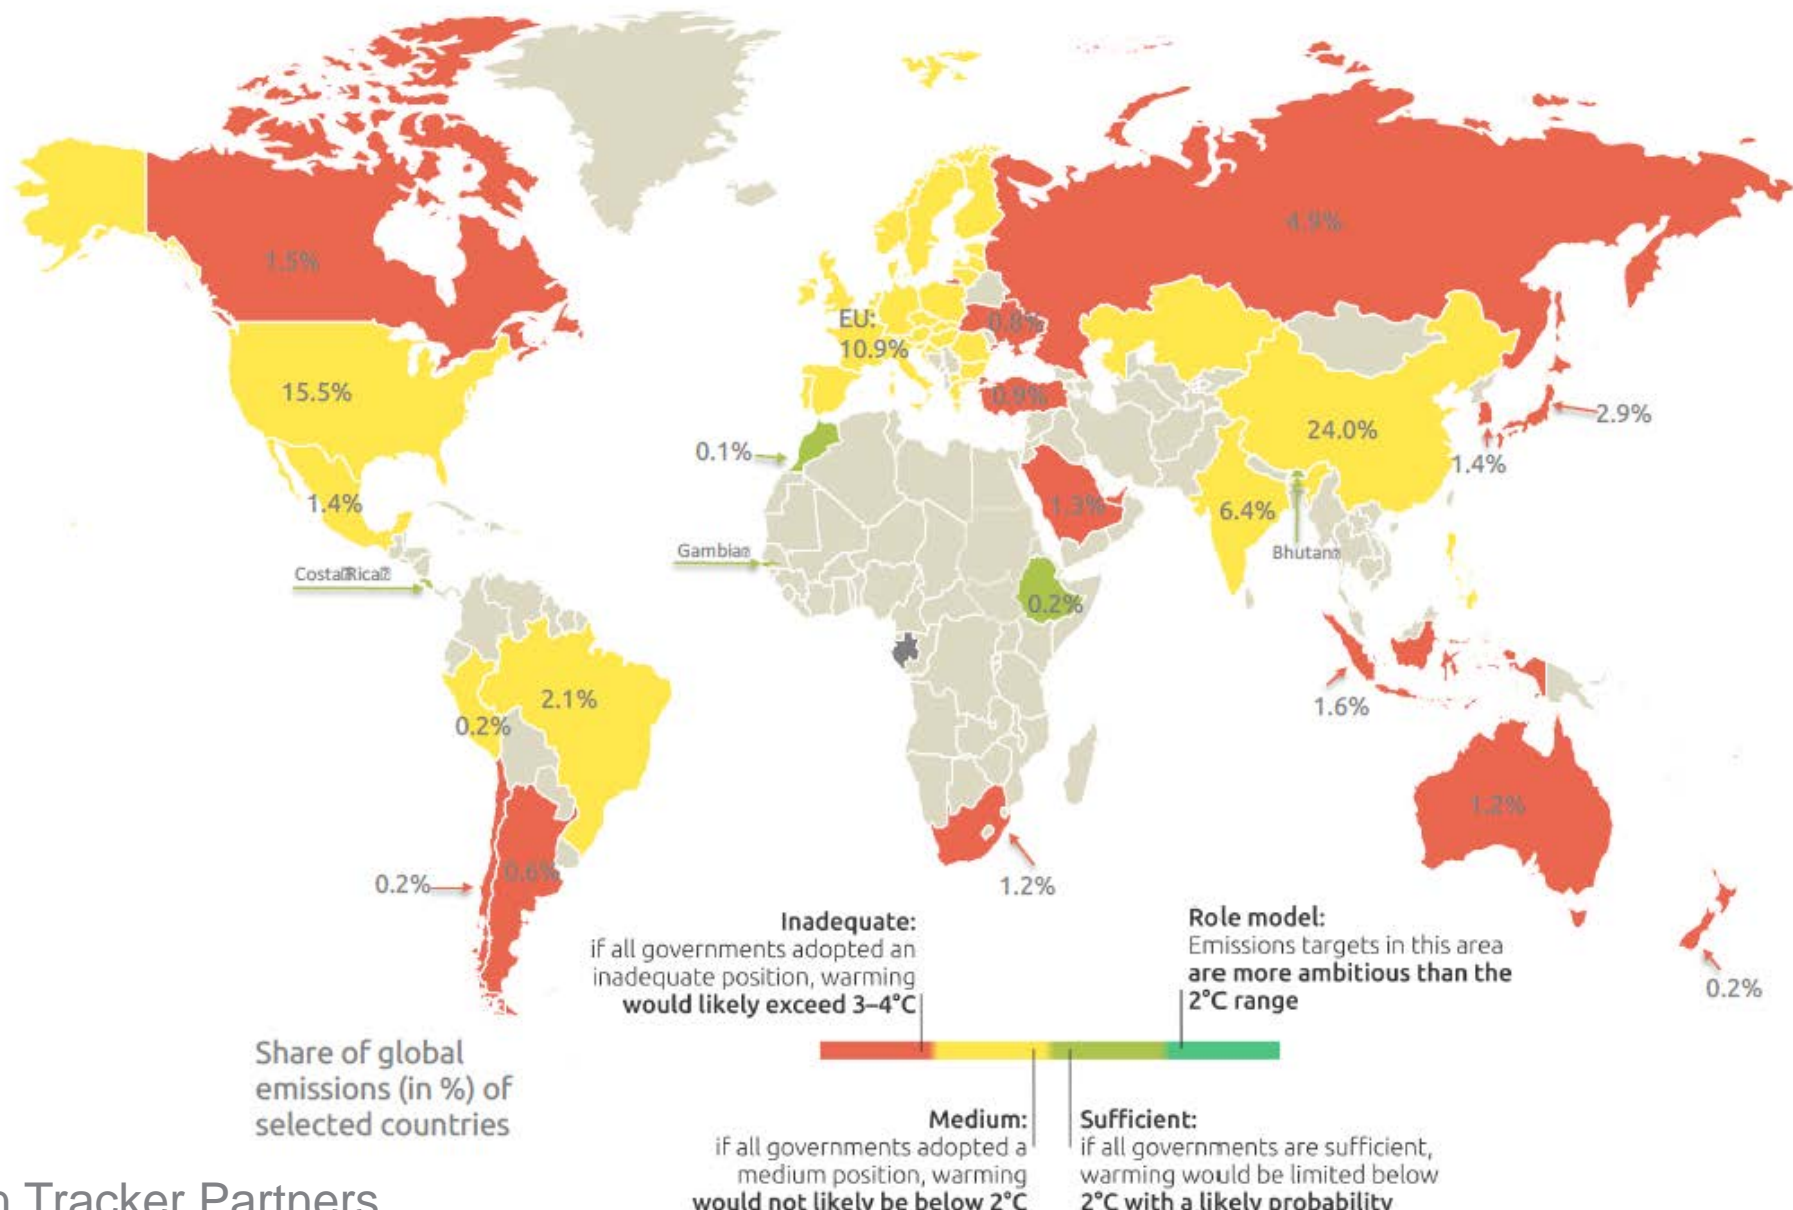 4.9%
1.5%
EU:
10.9%
0.8%
15.5%
0.9%
2.9%
24.0%
0.1%
1.4%
1.4%
1.3%
6.4%
Gambia
Bhutan
Costa Rica
0.2%
2.1%
0.2%
1.6%
1.2%
0.6%
0.2%
1.2%
0.2%
Inadequate:
if all governments adopted an
inadequate position, warming
would likely exceed 3–4°C
Role model:
Emissions targets in this area
are more ambitious than the
2°C range
Share of global
emissions (in %) of
selected countries
Medium:
if all governments adopted a
medium position, warming
would not likely be below 2°C
Sufficient:
if all governments are sufficient,
warming would be limited below
2°C with a likely probability
Tracker Partners